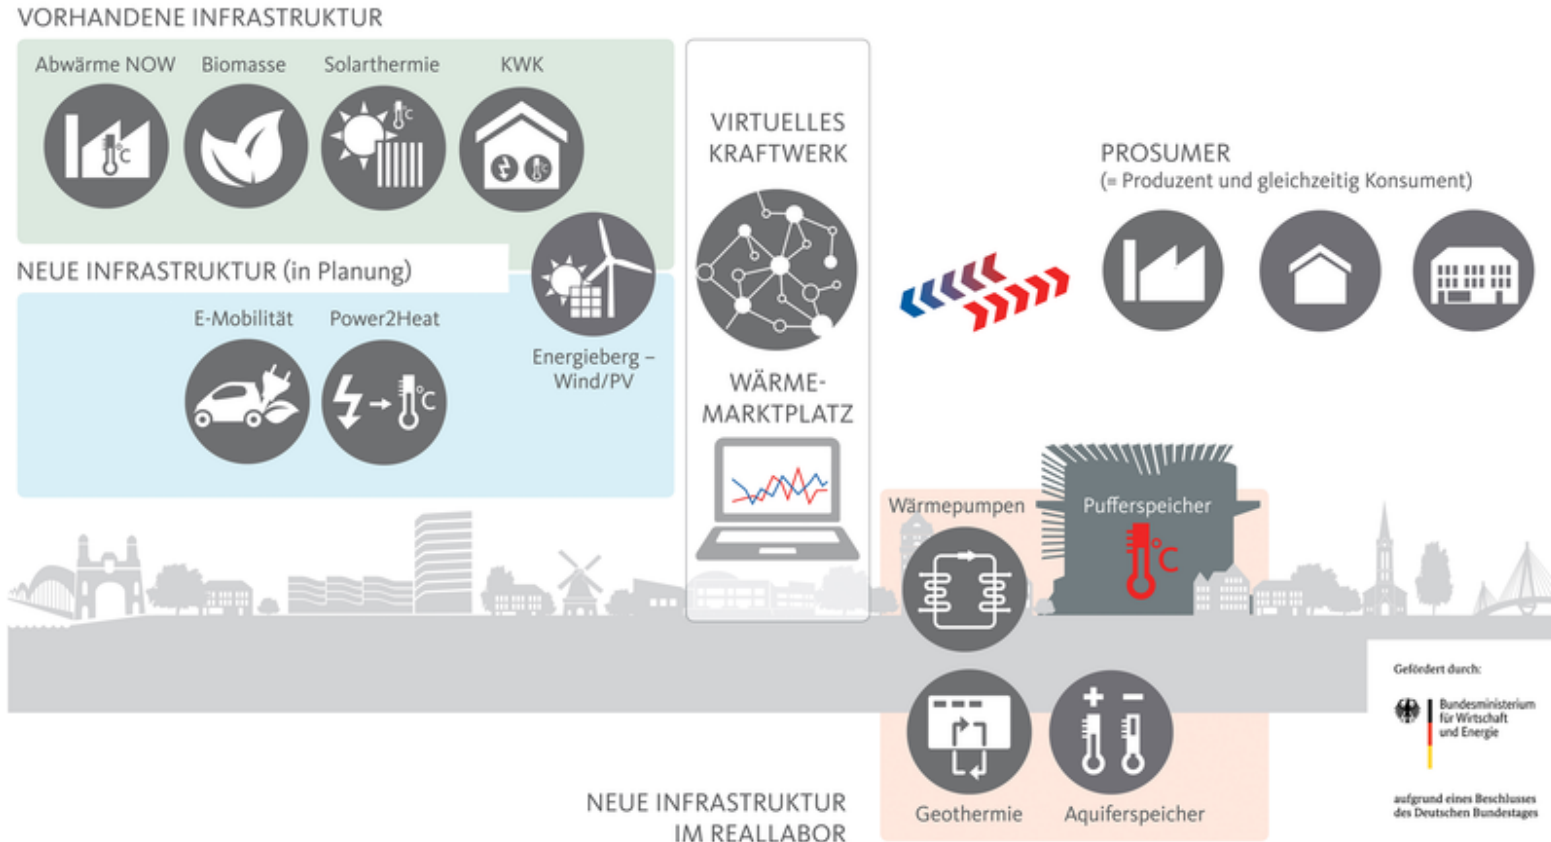 VORHANDENE INFRASTRUKTUR
Abwärme NOW
Biomasse
Solarthermie
KWK
°C
°C
NEUE INFRASTRUKTUR (in Planung)
E-Mobilität
Power2Heat
°C
Energieberg –
Wind/PV
VIRTUELLES
KRAFTWERK
WÄRME-
MARKTPLATZ
PROSUMER
(= Produzent und gleichzeitig Konsument)
Wärmepumpen
Pufferspeicher
°C
Geothermie
Aquiferspeicher
+ –
NEUE INFRASTRUKTUR
IM REALLABOR
Gefördert durch:
Bundesministerium
für Wirtschaft
und Energie
aufgrund eines Beschlusses
des Deutschen Bundestages